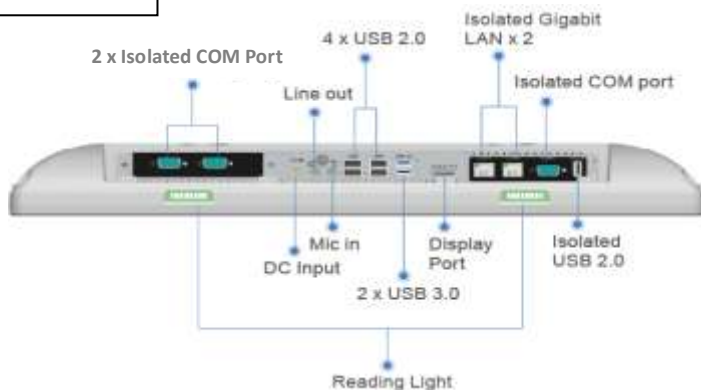 Isolated Gigabit
LAN x 2
4 x USB 2.0
2 x Isolated COM Port
Isolated COM port
Line out
Mic in
Display
Port
Isolated
USB 2.0
DC Input
2 x USB 3.0
Reading Light